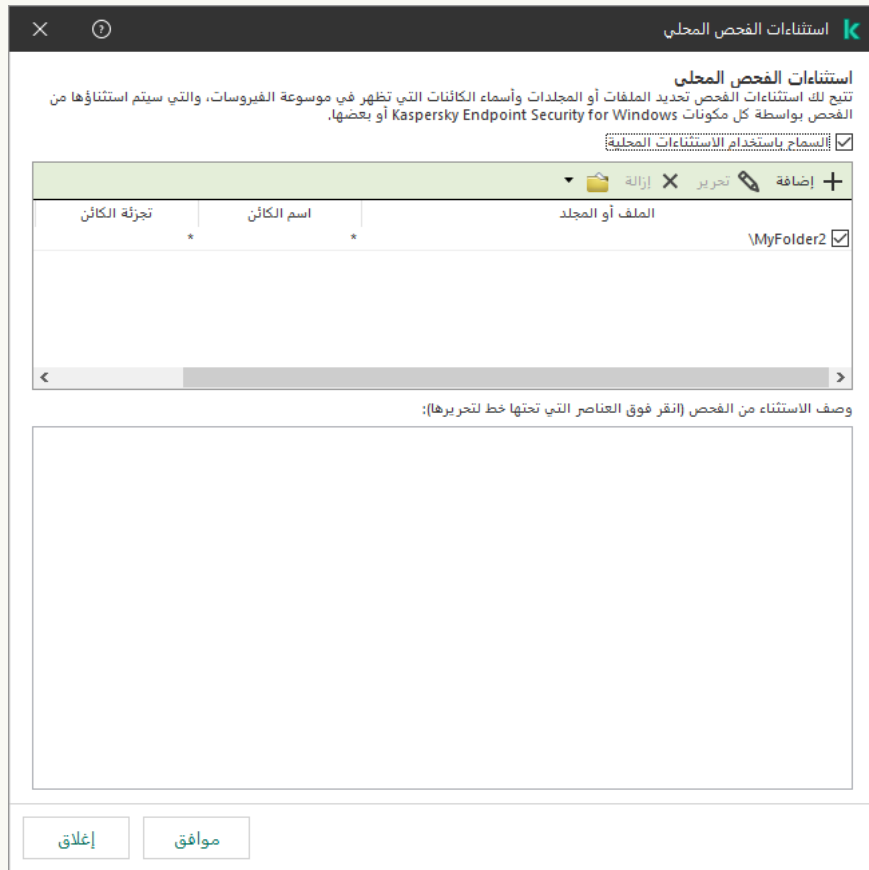 استثناءات الفحص المحلي
استثناءات الفحص المحلي
تتيح لك استثناءات الفحص تحديد الملفات أو المجلدات وأسماء الكائنات التي تظهر في موسوعة الفيروسات، والتي سيتم استثناؤها من
الفحص بواسطة كل مكونات Kaspersky Endpoint Security for Windows أو بعضها.
السماح باستخدام الاستثناءات المحلية
إضافة تحرير إزالة
الملف أو المجلد اسم الكائن تجزئة الكائن
\MyFolder2 * *
وصف الاستثناء من الفحص (انقر فوق العناصر التي تحتها خط لتحريرها):
موافق إغلاق